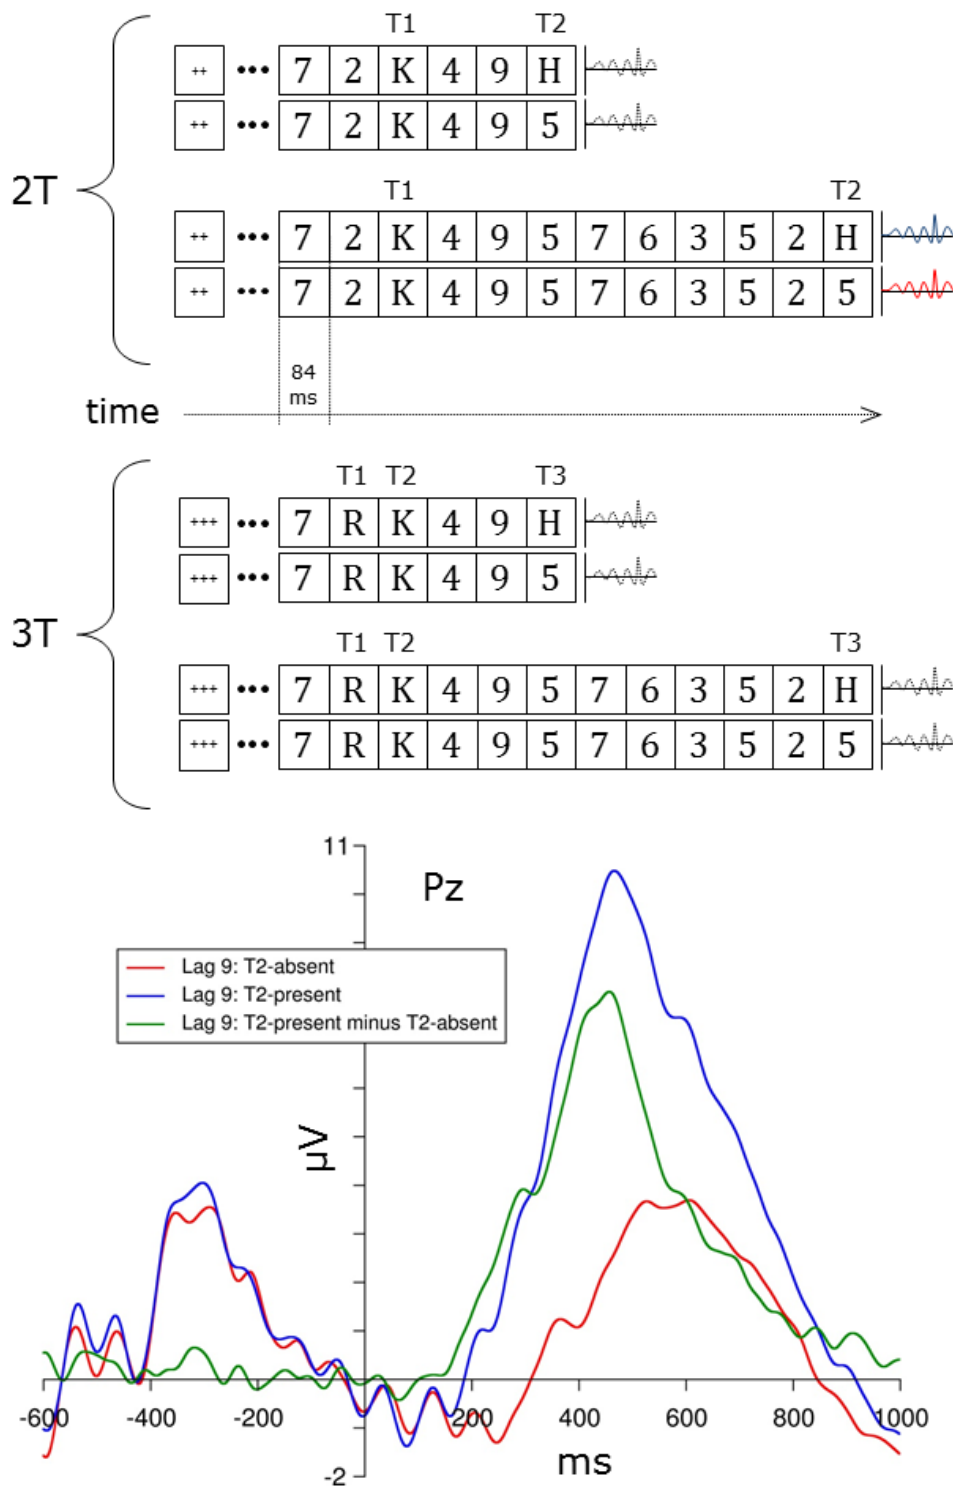 T1 T2
++ ••• 7 2 K 4 9 H
++ ••• 7 2 K 4 9 5
2T
T1 T2
++ ••• 7 2 K 4 9 5 7 6 3 5 2 H
++ ••• 7 2 K 4 9 5 7 6 3 5 2 5
84
ms
time
T1 T2 T3
+++ ••• 7 R K 4 9 H
+++ ••• 7 R K 4 9 5
3T
T1 T2 T3
+++ ••• 7 R K 4 9 5 7 6 3 5 2 H
+++ ••• 7 R K 4 9 5 7 6 3 5 2 5
11
Pz
Lag 9: T2-absent
Lag 9: T2-present
Lag 9: T2-present minus T2-absent
µV
-600 -400 -200 200 400 600 800 1000
ms
-2